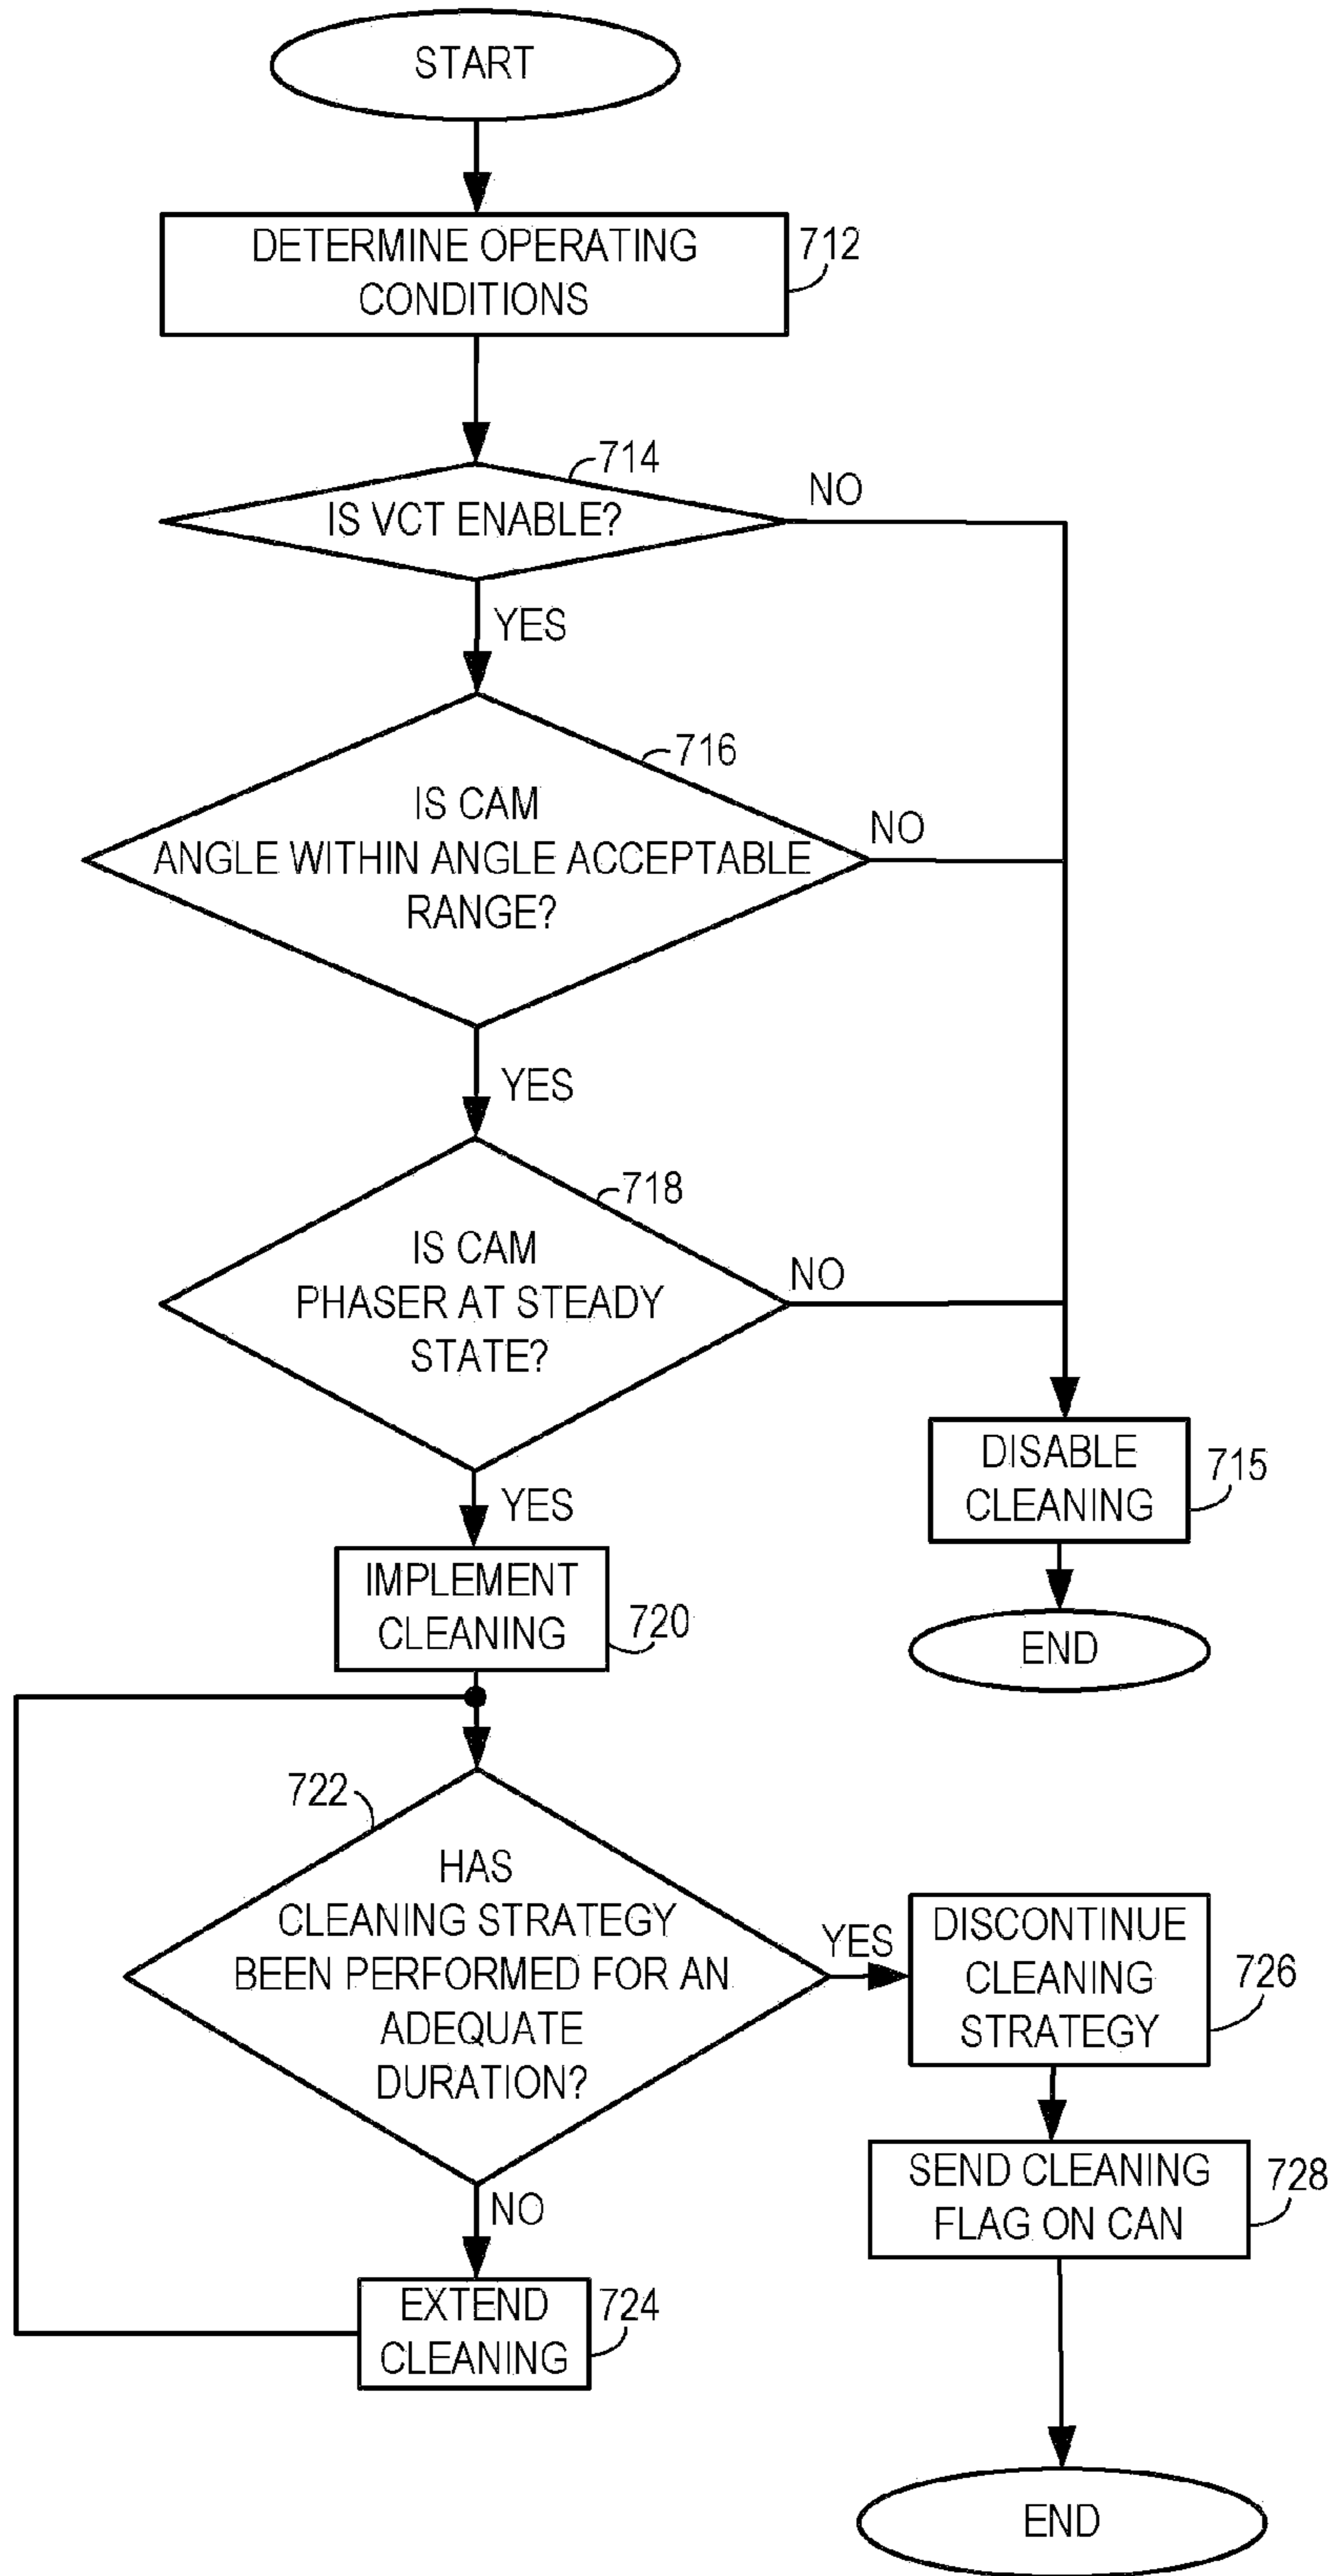 START
DETERMINE OPERATING
CONDITIONS
712
714
IS VCT ENABLE?
NO
YES
716
IS CAM
ANGLE WITHIN ANGLE ACCEPTABLE
RANGE?
NO
YES
718
IS CAM
PHASER AT STEADY
STATE?
NO
YES
DISABLE
CLEANING
715
END
IMPLEMENT
CLEANING
720
722
HAS
CLEANING STRATEGY
BEEN PERFORMED FOR AN
ADEQUATE
DURATION?
YES
DISCONTINUE
CLEANING
STRATEGY
726
NO
SEND CLEANING
FLAG ON CAN
728
EXTEND
CLEANING
724
END